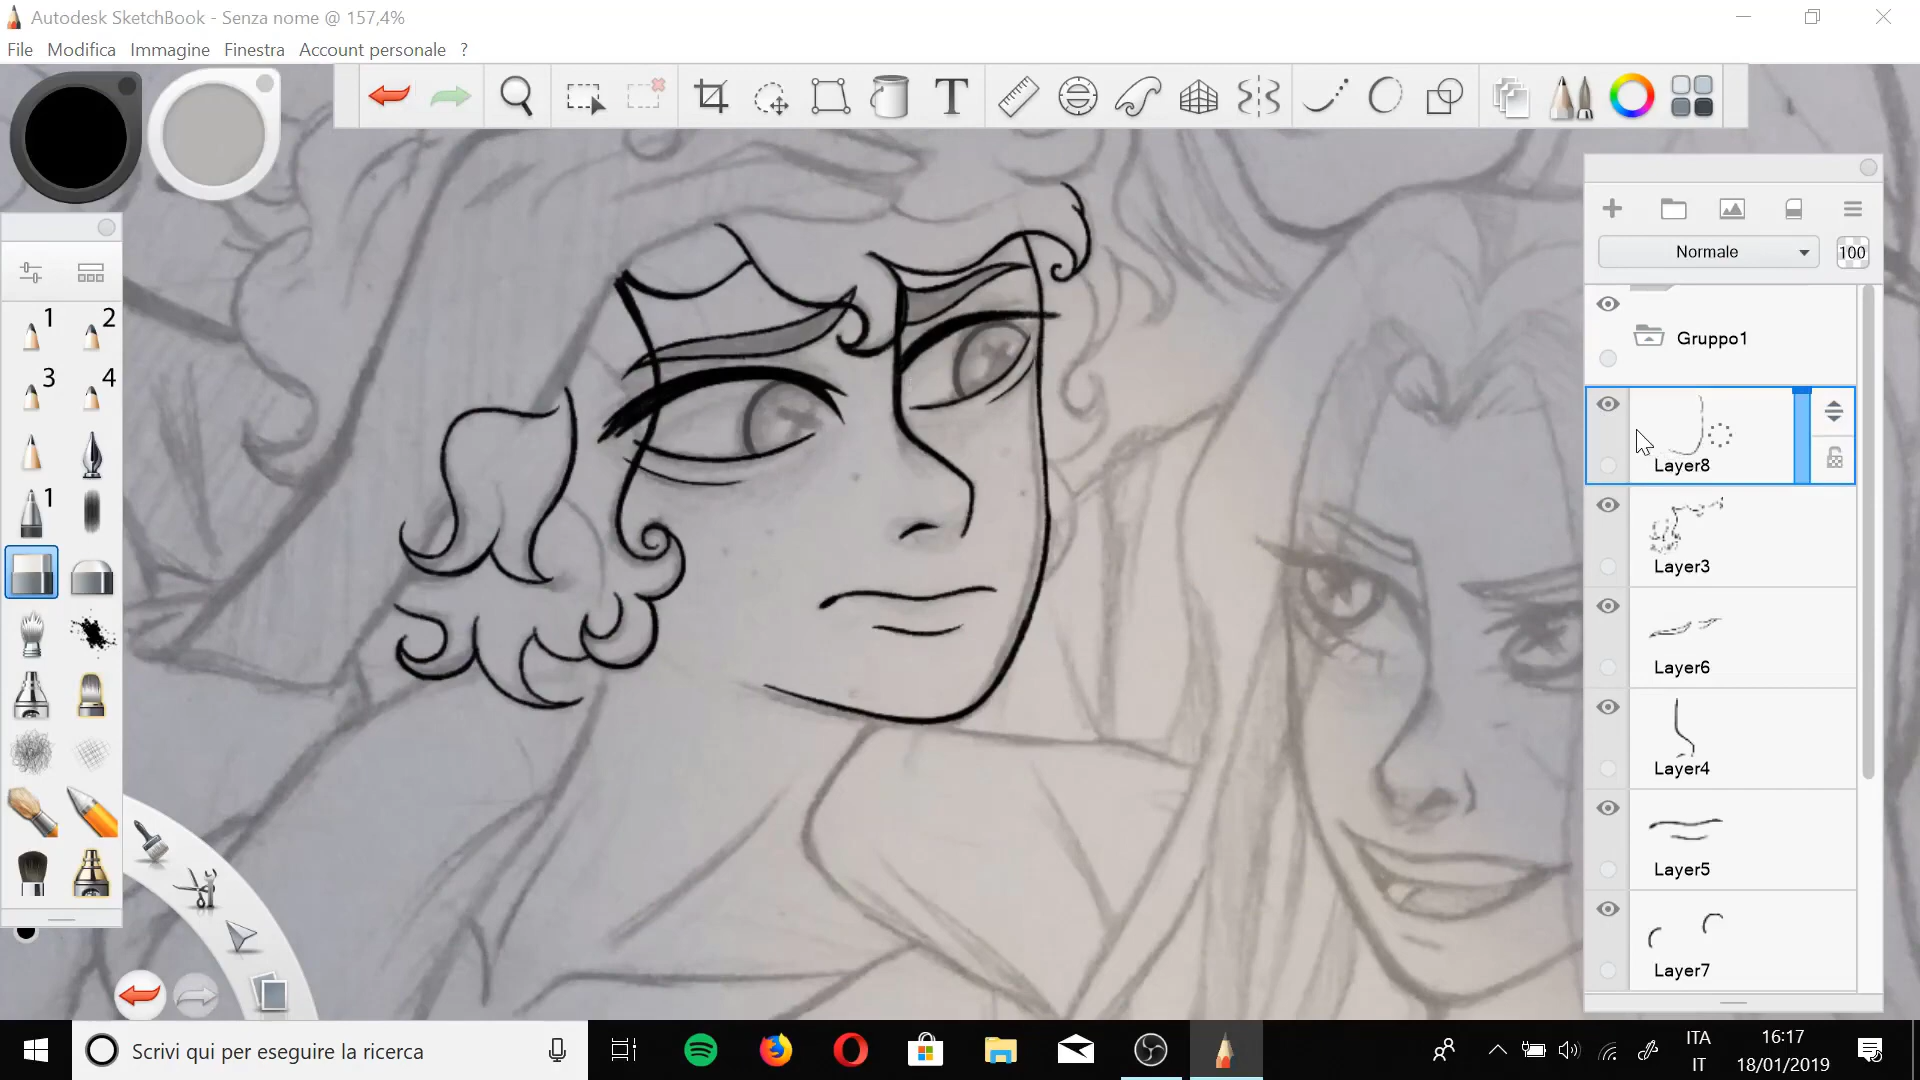 Autodesk SketchBook - Senza nome @ 157,4%
File Modifica Immagine Finestra Account personale ?
T
Normale 100
1 2
3 4
1
Gruppo1
Layer8
Layer3
Layer6
Layer4
Layer5
Layer7
Scrivi qui per eseguire la ricerca
ITA
IT
16:17
18/01/2019